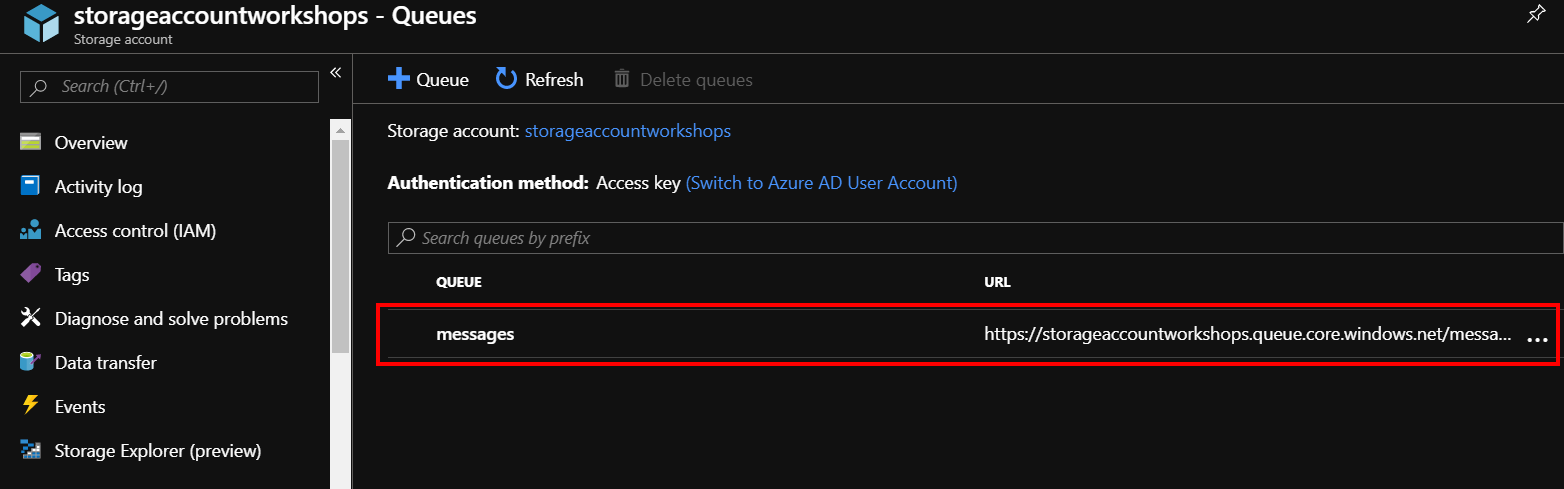 storageaccountworkshops - Queues
Storage account
Search (Ctrl+/)
«
Overview
Activity log
Access control (IAM)
Tags
Diagnose and solve problems
Data transfer
Events
Storage Explorer (preview)
Queue Refresh Delete queues
Storage account: storageaccountworkshops
Authentication method: Access key (Switch to Azure AD User Account)
Search queues by prefix
QUEUE URL
messages https://storageaccountworkshops.queue.core.windows.net/messa... ...